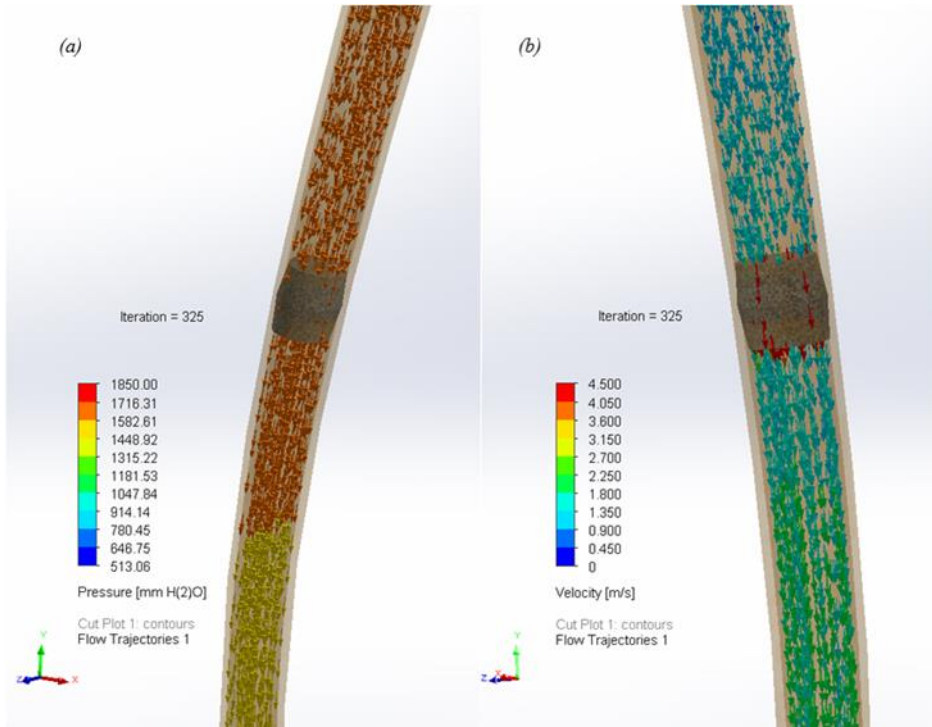 (a)
Iteration = 325
1850.00
1716.31
1582.61
1448.92
1315.22
1181.53
1047.84
914.14
780.45
646.75
513.06
Pressure [mm H(2)O]
Cut Plot 1: contours
Flow Trajectories 1
Y
Z
X
(b)
Iteration = 325
4.500
4.050
3.600
3.150
2.700
2.250
1.800
1.350
0.900
0.450
0
Velocity [m/s]
Cut Plot 1: contours
Flow Trajectories 1
Y
Z
X